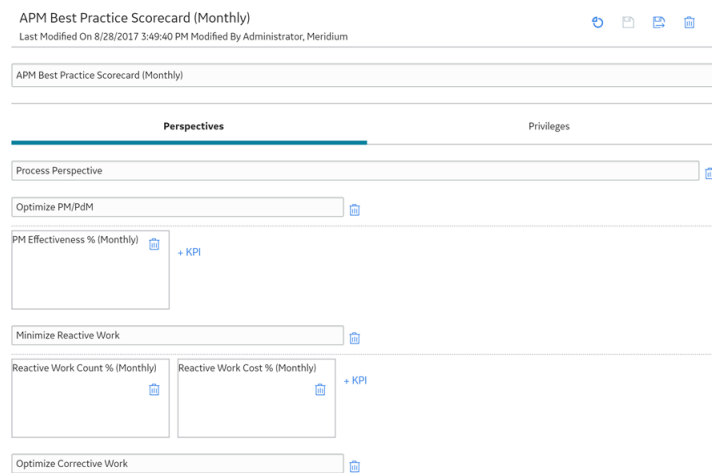 APM Best Practice Scorecard (Monthly)
Last Modified On 8/28/2017 3:49:40 PM Modified By Administrator, Meridium
APM Best Practice Scorecard (Monthly)
Perspectives Privileges
Process Perspective
Optimize PM/PdM
PM Effectiveness % (Monthly)
+ KPI
Minimize Reactive Work
Reactive Work Count % (Monthly) Reactive Work Cost % (Monthly)
+ KPI
Optimize Corrective Work